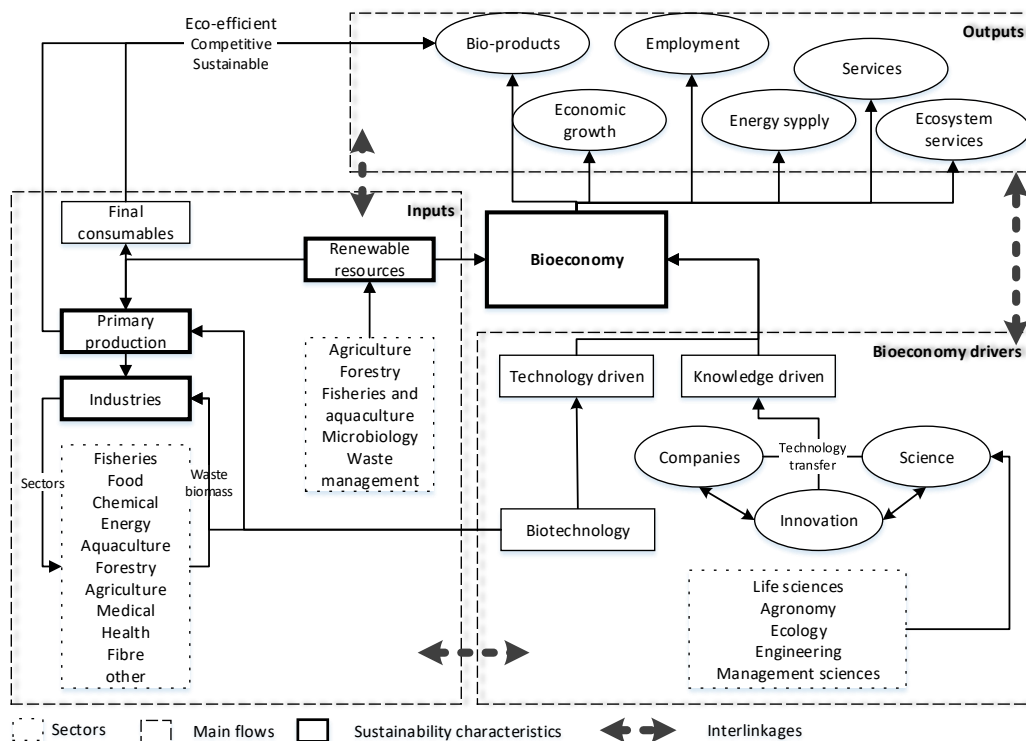 Eco-efficient
Competitive
Sustainable
Outputs
Bio-products
Employment
Services
Economic
growth
Energy sypply
Ecosystem
services
Inputs
Final
consumables
Renewable
resources
Bioeconomy
Primary
production
Industries
Agriculture
Forestry
Fisheries and
aquaculture
Microbiology
Waste
management
Sectors
Fisheries
Food
Chemical
Energy
Aquaculture
Forestry
Agriculture
Medical
Health
Fibre
other
Waste
biomass
Bioeconomy drivers
Technology driven
Knowledge driven
Companies
Technology
transfer
Science
Innovation
Biotechnology
Life sciences
Agronomy
Ecology
Engineering
Management sciences
Sectors
Main flows
Sustainability characteristics
Interlinkages